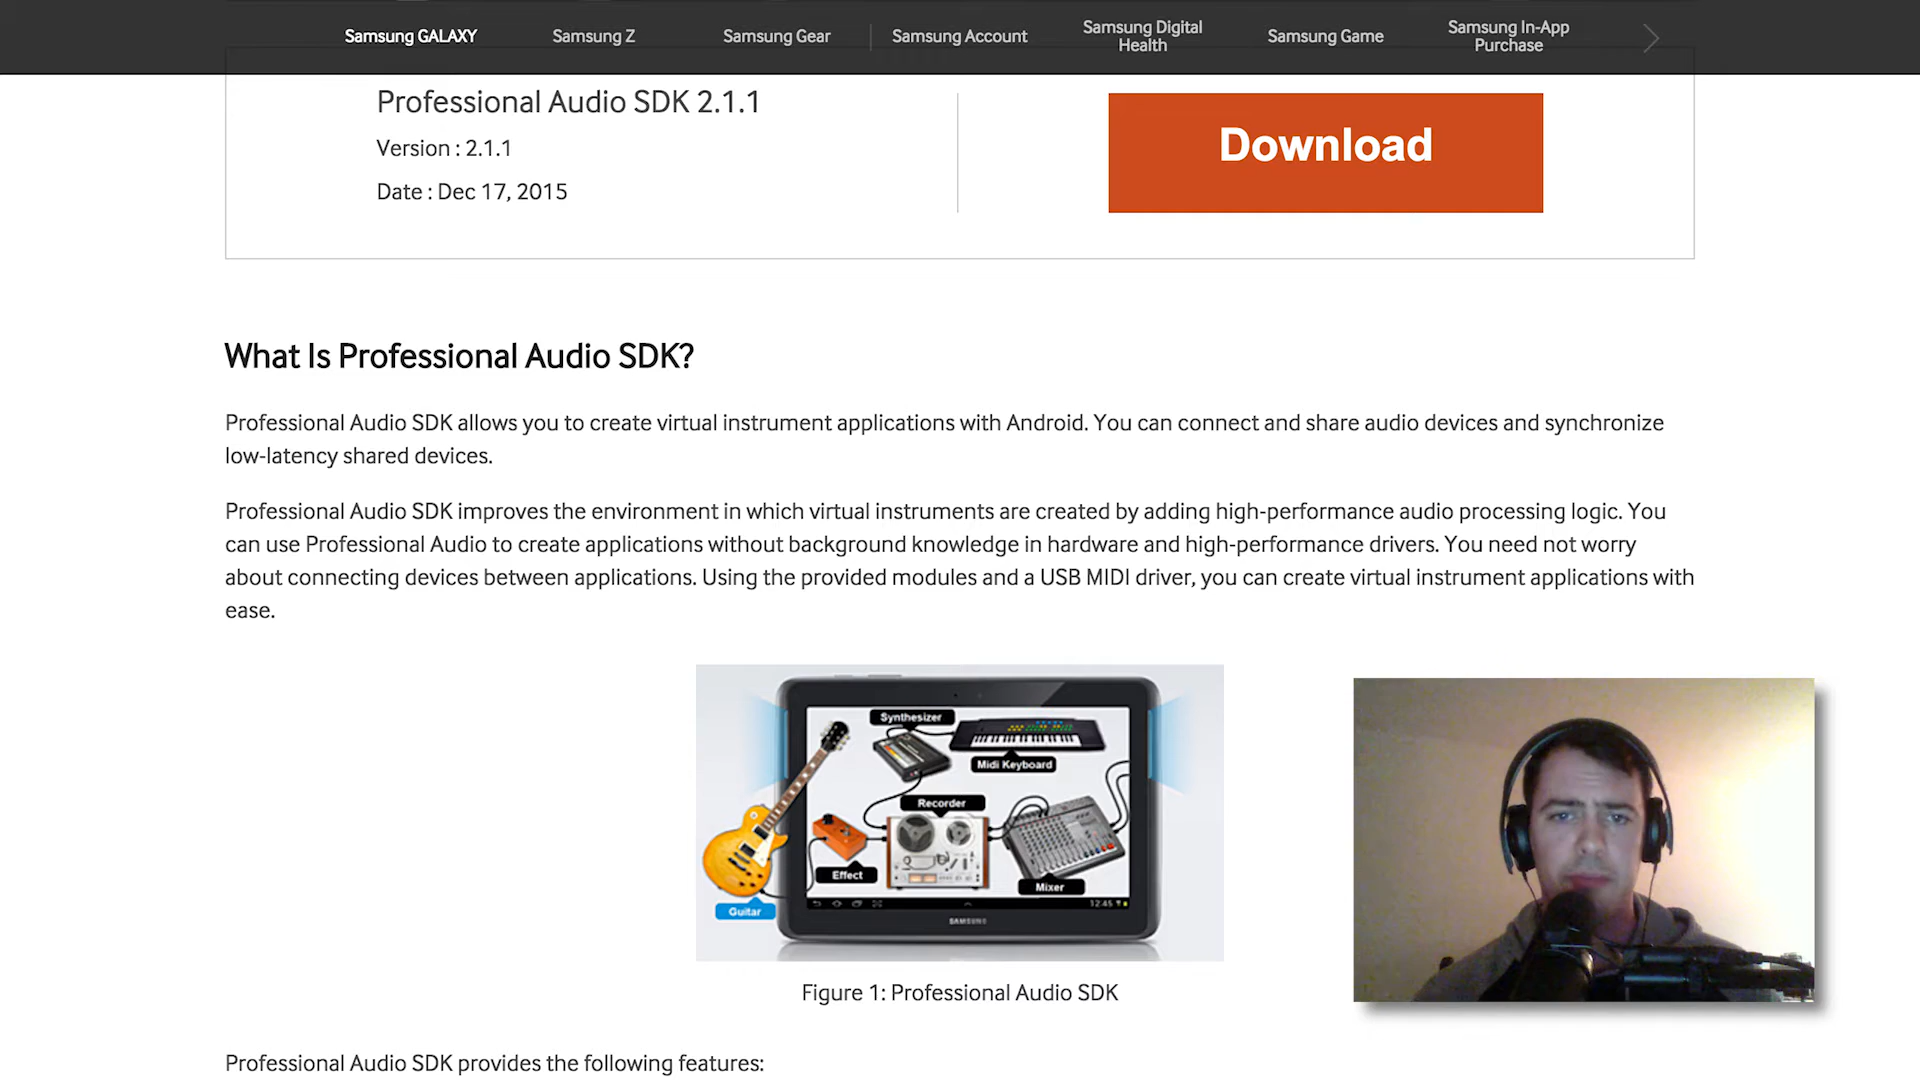 Samsung GALAXY
Samsung Z
Samsung Gear
Samsung Account
Samsung Digital
Health
Samsung Game
Samsung In-App
Purchase
Professional Audio SDK 2.1.1
Version : 2.1.1
Date : Dec 17, 2015
Download
What Is Professional Audio SDK?
Professional Audio SDK allows you to create virtual instrument applications with Android. You can connect and share audio devices and synchronize
low-latency shared devices.
Professional Audio SDK improves the environment in which virtual instruments are created by adding high-performance audio processing logic. You
can use Professional Audio to create applications without background knowledge in hardware and high-performance drivers. You need not worry
about connecting devices between applications. Using the provided modules and a USB MIDI driver, you can create virtual instrument applications with
ease.
Synthesizer
Midi Keyboard
Recorder
Effect
Mixer
Guitar
12:45
SAMSUNG
Figure 1: Professional Audio SDK
Professional Audio SDK provides the following features: